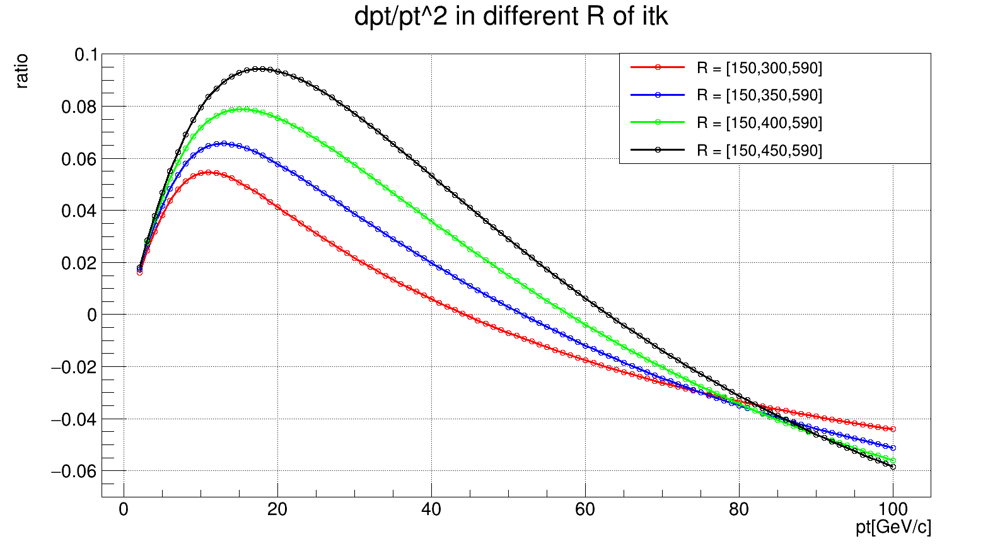 dpt/pt^2 in different R of itk
ratio
0.1
0.08
0.06
0.04
0.02
0
−0.02
−0.04
−0.06
R = [150,300,590]
R = [150,350,590]
R = [150,400,590]
R = [150,450,590]
0 20 40 60 80 100
pt[GeV/c]